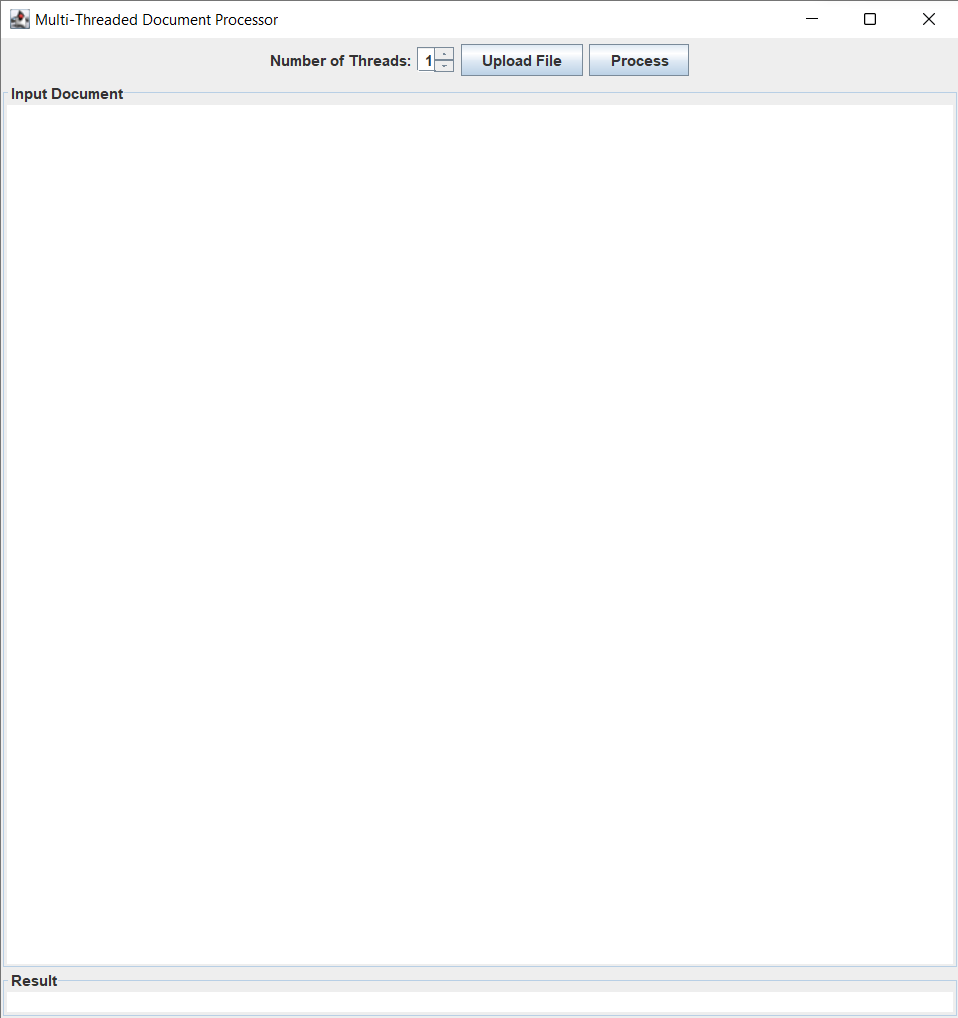 Multi-Threaded Document Processor
Number of Threads: 1 Upload File Process
Input Document
Result